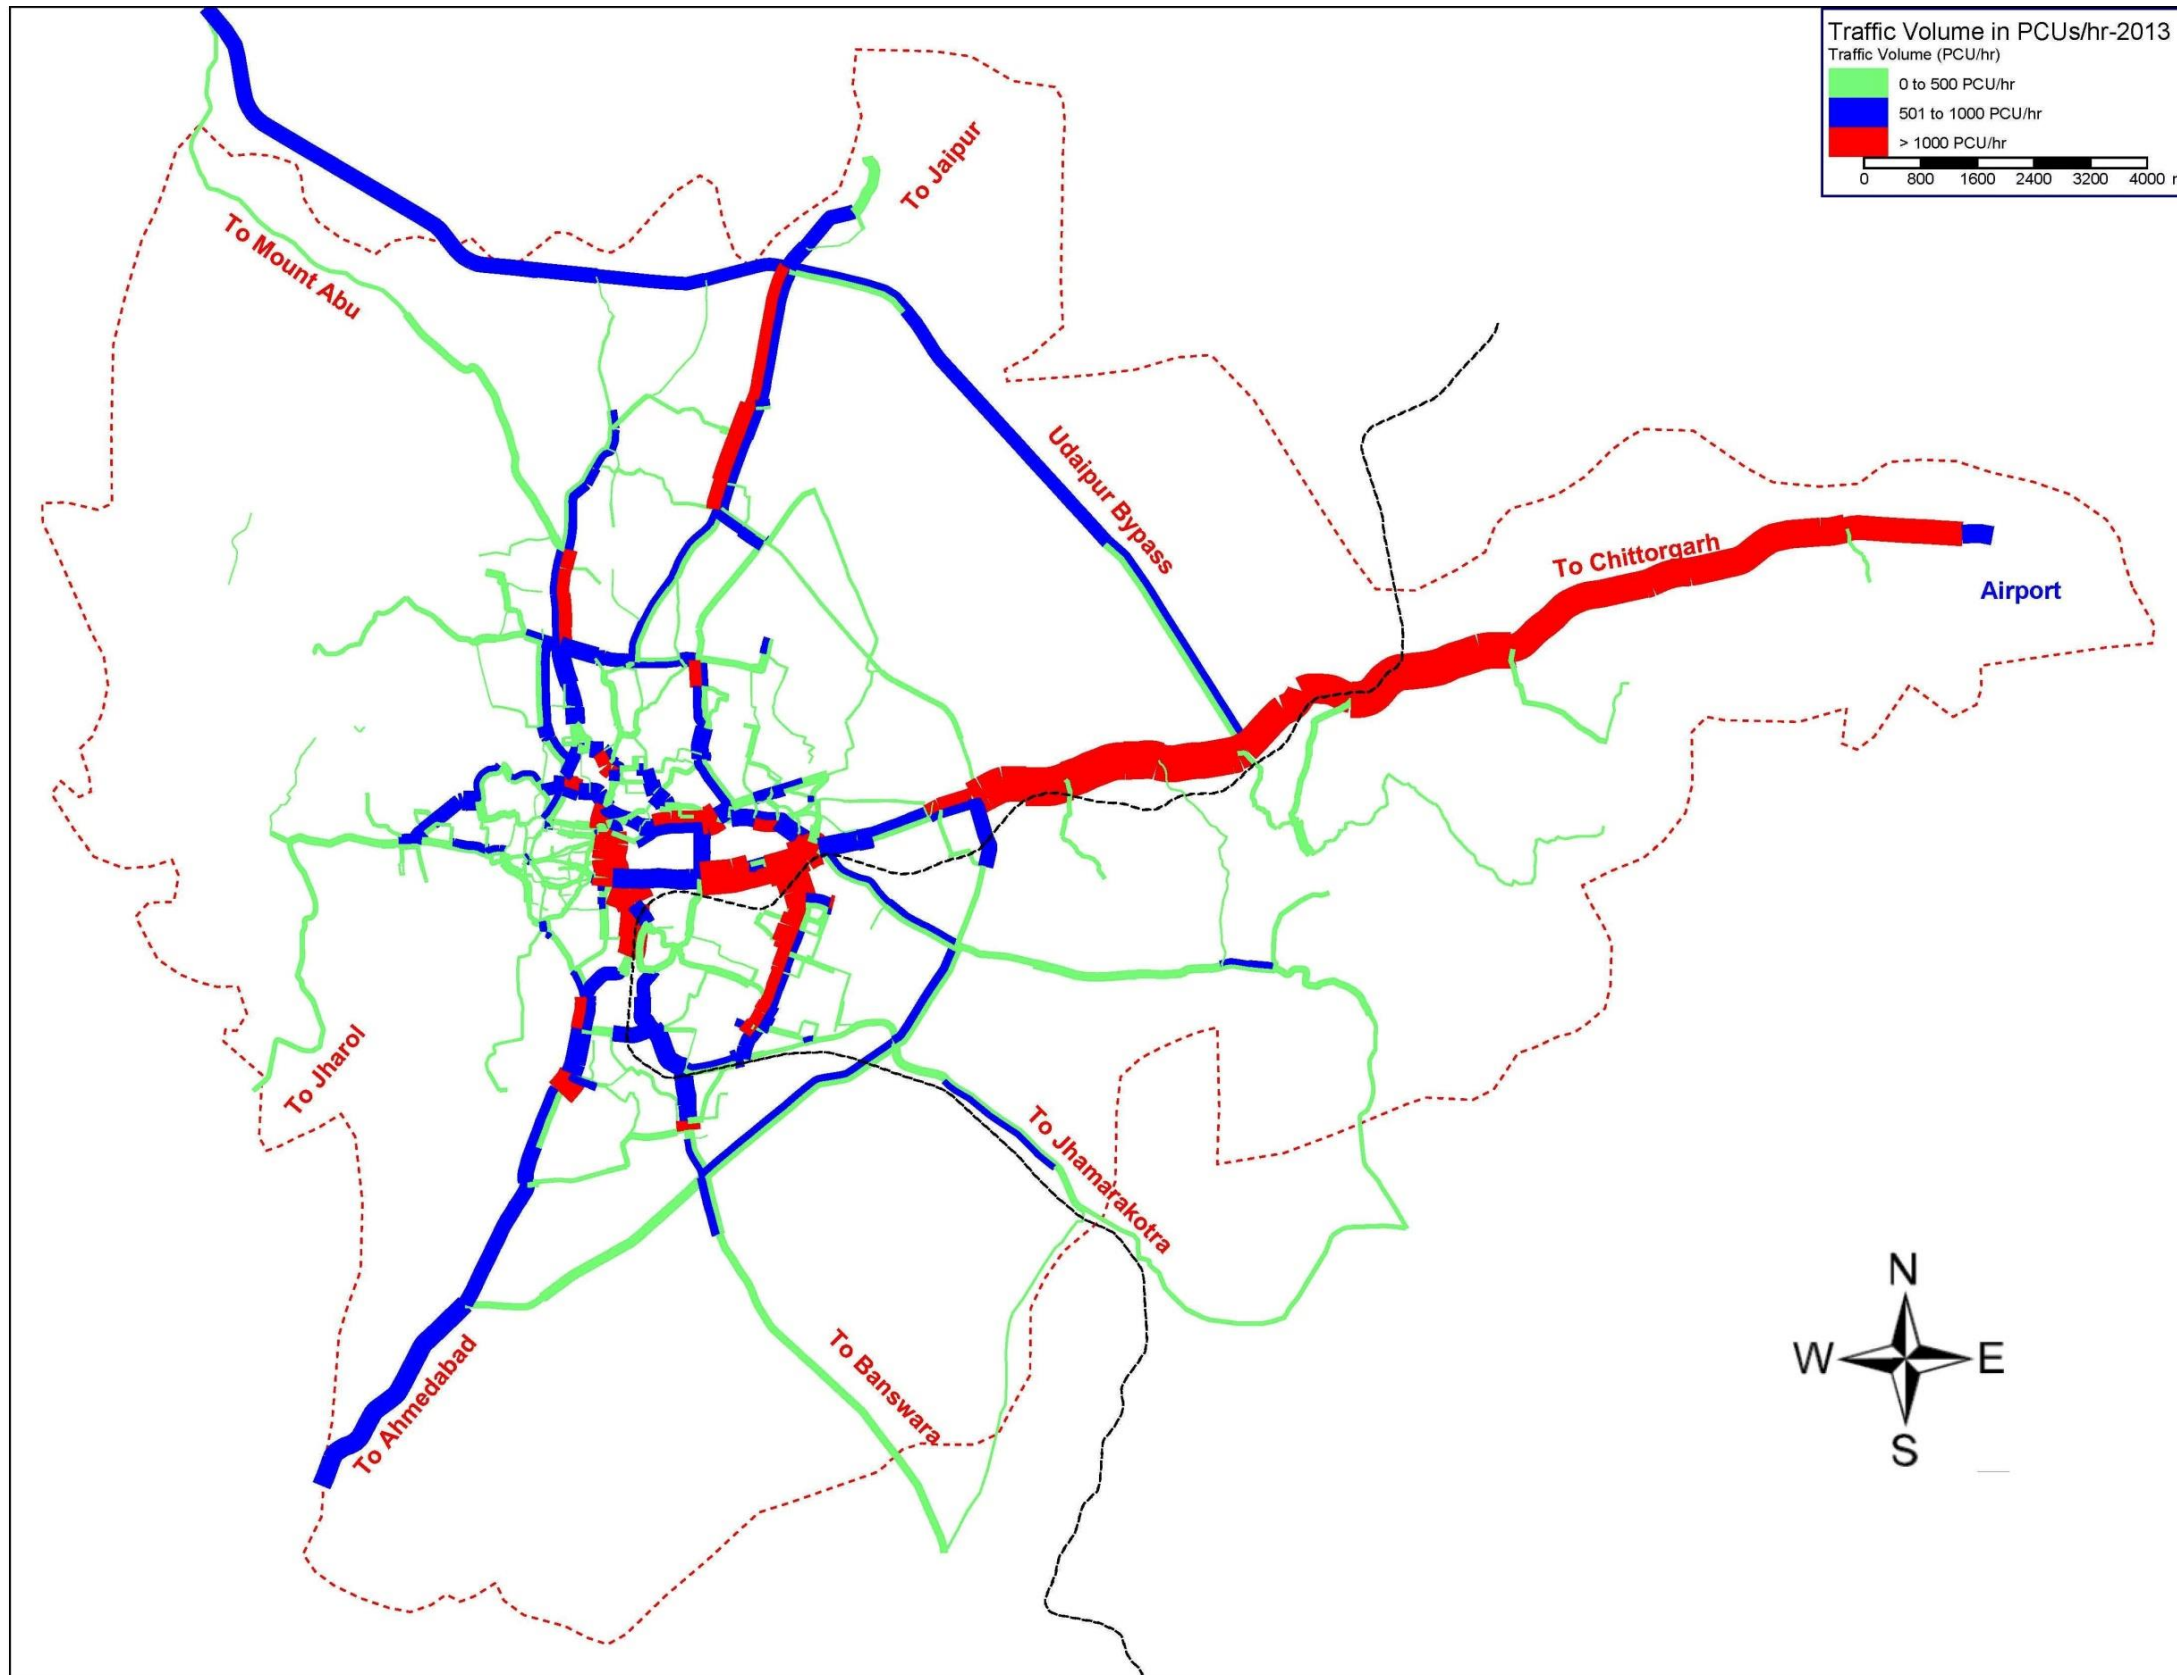 Traffic Volume in PCUs/hr-2013
Traffic Volume (PCU/hr)
0 to 500 PCU/hr
501 to 1000 PCU/hr
> 1000 PCU/hr
0 800 1600 2400 3200 4000
To Jaipur
To Mount Abu
Udaipur Bypass
To Chittorgarh
Airport
To Jharol
To Jhamarakotra
To Banswara
To Ahmedabad
N
W E
S